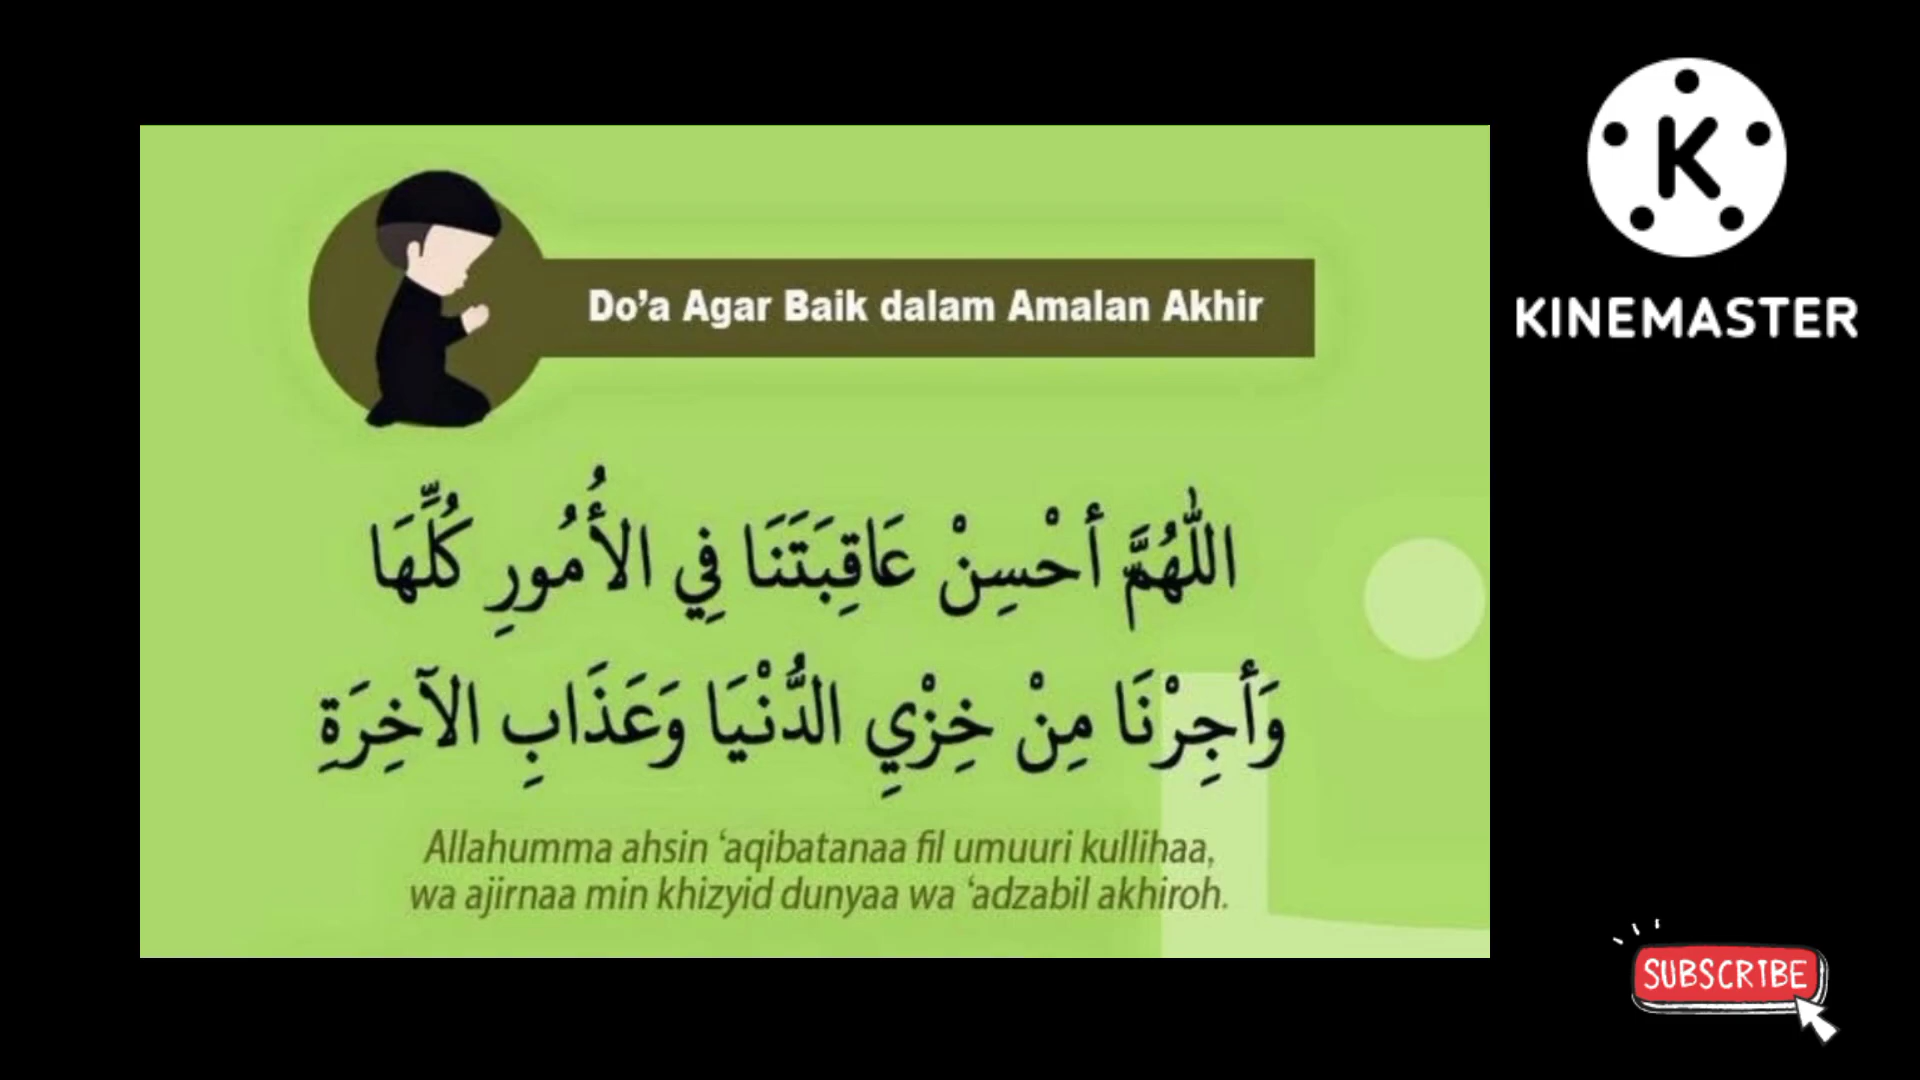 Do'a Agar Baik dalam Amalan Akhir
اللّٰهُمَّ أَحْسِنْ عَاقِبَتَنَا فِي الأُمُورِ كُلِّهَا
وَأَجِرْنَا مِنْ خِزْيِ الدُّنْيَا وَعَذَابِ الآخِرَةِ
Allahumma ahsin ‘aqibatanaa fil umuuri kullihaa,
wa ajirnaa min khizyid dunyaa wa ‘adzabil akhiroh.
K
KINEMASTER
SUBSCRIBE